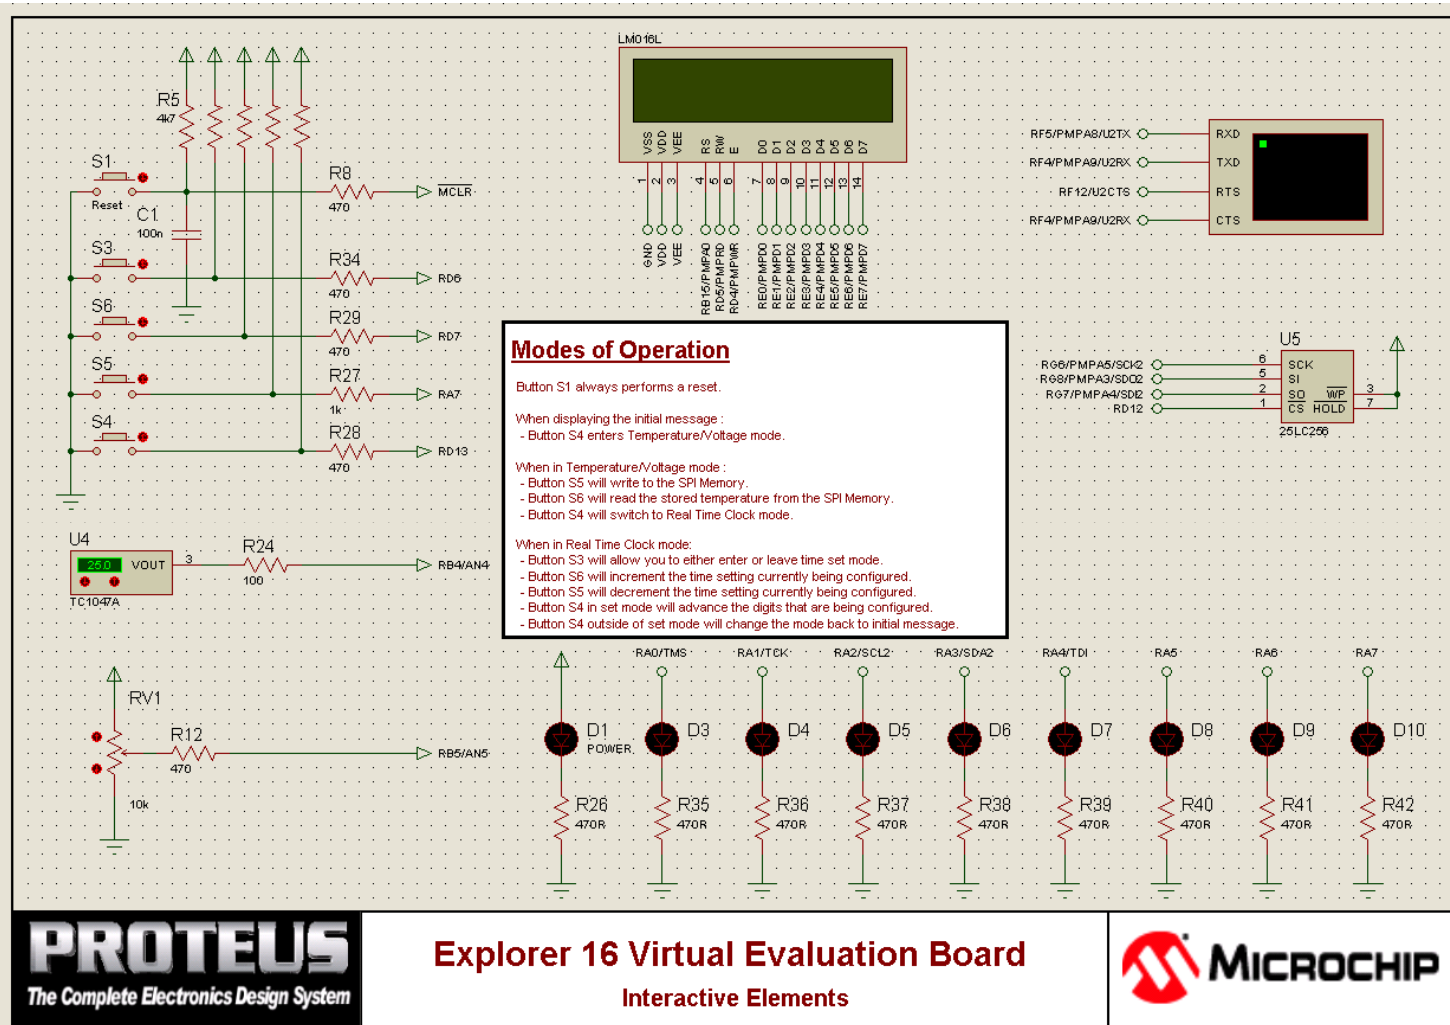 R5
4k7
S1
Reset
R8
470
MCLR
C1
100n
S3
R34
470
RD6
S6
R29
470
RD7
S5
R27
1k
RA7
S4
R28
470
RD13
U4
25.0 VOUT 3
TC1047A
R24
100
RB4/AN4
RV1
10k
R12
470
RB5/AN5
LM016L
VSS VDD VEE RS RW E D0 D1 D2 D3 D4 D5 D6 D7
1 2 3 4 5 6 7 8 9 10 11 12 13 14
GND VDD VEE RB15/PMPA0 RD5/PMPRD RD4/PMPWR RE0/PMPD0 RE1/PMPD1 RE2/PMPD2 RE3/PMPD3 RE4/PMPD4 RE5/PMPD5 RE6/PMPD6 RE7/PMPD7
RF5/PMPA8/U2TX RXD
RF4/PMPA9/U2RX TXD
RF12/U2CTS RTS
RF4/PMPA9/U2RX CTS
U5
RG6/PMPA5/SCK2 6 SCK
RG8/PMPA3/SDO2 5 SI
RG7/PMPA4/SDI2 2 SO WP 3
RD12 1 CS HOLD 7
25LC256
Modes of Operation
Button S1 always performs a reset.
When displaying the initial message :
- Button S4 enters Temperature/Voltage mode.
When in Temperature/Voltage mode :
- Button S5 will write to the SPI Memory.
- Button S6 will read the stored temperature from the SPI Memory.
- Button S4 will switch to Real Time Clock mode.
When in Real Time Clock mode:
- Button S3 will allow you to either enter or leave time set mode.
- Button S6 will increment the time setting currently being configured.
- Button S5 will decrement the time setting currently being configured.
- Button S4 in set mode will advance the digits that are being configured.
- Button S4 outside of set mode will change the mode back to initial message.
RA0/TMS RA1/TCK RA2/SCL2 RA3/SDA2 RA4/TDI RA5 RA6 RA7
D1 D3 D4 D5 D6 D7 D8 D9 D10
POWER
R26 R35 R36 R37 R38 R39 R40 R41 R42
470R 470R 470R 470R 470R 470R 470R 470R 470R
PROTEUS
The Complete Electronics Design System
Explorer 16 Virtual Evaluation Board
Interactive Elements
MICROCHIP